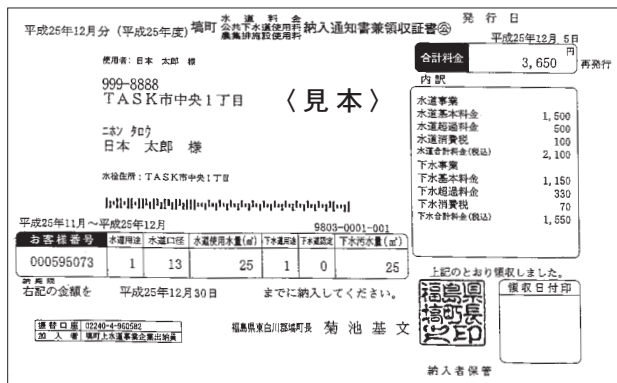 発行日
平成25年12月分(平成25年度)塙町 水道料金 公共下水道使用料 農集排施設使用料 納入通知書兼領収証書㊤
平成25年12月 5日
使用者:日本 太郎 様
合計料金 3,650円 再発行
999-8888
TASK市中央1丁目
〈見本〉
内訳
水道事業
水道基本料金 1,500
水道超過料金 500
水道消費税 100
水道合計料金(税込) 2,100
下水事業
下水基本料金 1,150
下水超過料金 330
下水消費税 70
下水合計料金(税込) 1,550
ニホン タロウ
日本 太郎 様
水栓住所:TASK市中央1丁目
平成25年11月~平成25年12月
9803-0001-001
お客様番号 水道用途 水道口径 水道使用水量(㎥) 下水道用途 下水道認定 下水汚水量(㎥)
000595073 1 13 25 1 0 25
納期限
右記の金額を 平成25年12月30日 までに納入してください。
上記のとおり領収しました。
領収日付印
振替口座 02240-4-960582
加入者 塙町上水道事業企業出納員
福島県東白川郡塙町長 菊池基文
福島県塙町長印
納入者保管